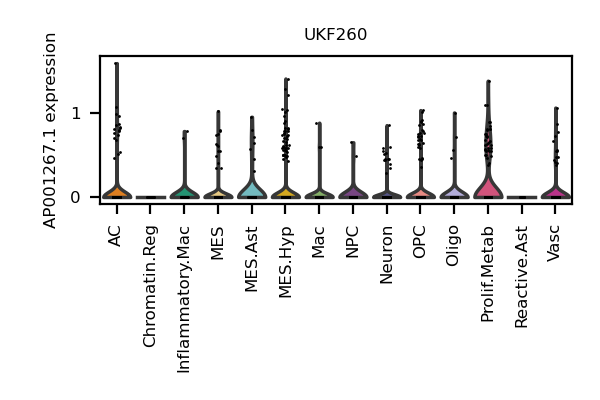 UKF260
AP001267.1 expression
1
0
AC
Chromatin.Reg
Inflammatory.Mac
MES
MES.Ast
MES.Hyp
Mac
NPC
Neuron
OPC
Oligo
Prolif.Metab
Reactive.Ast
Vasc